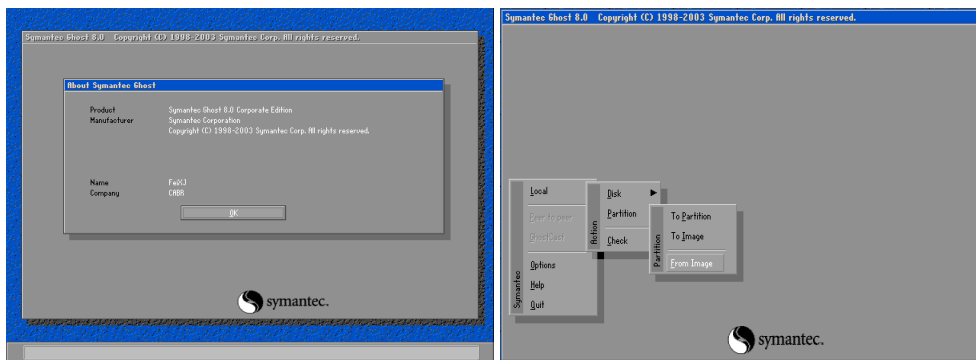 Symantec Ghost 8.0 Copyright (C) 1998-2003 Symantec Corp. All rights reserved.
About Symantec Ghost
Product Symantec Ghost 8.0 Corporate Edition
Manufacturer Symantec Corporation
Copyright (C) 1998-2003 Symantec Corp. All rights reserved.
Name FeiXJ
Company CABR
OK
symantec.
Symantec Ghost 8.0 Copyright (C) 1998-2003 Symantec Corp. All rights reserved.
Symantec
Local
Peer to peer
GhostCast
Options
Help
Quit
Action
Disk
Partition
Check
Partition
To Partition
To Image
From Image
symantec.